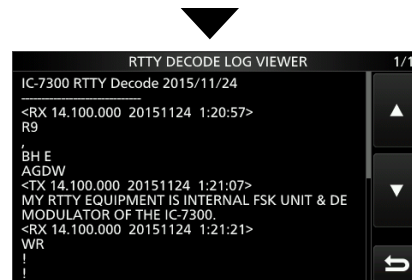 RTTY DECODE LOG VIEWER 1/1
IC-7300 RTTY Decode 2015/11/24
------------------------------
<RX 14.100.000 20151124 1:20:57>
R9
,
BH E
AGDW
<TX 14.100.000 20151124 1:21:07>
MY RTTY EQUIPMENT IS INTERNAL FSK UNIT & DE
MODULATOR OF THE IC-7300.
<RX 14.100.000 20151124 1:21:21>
WR
!
!